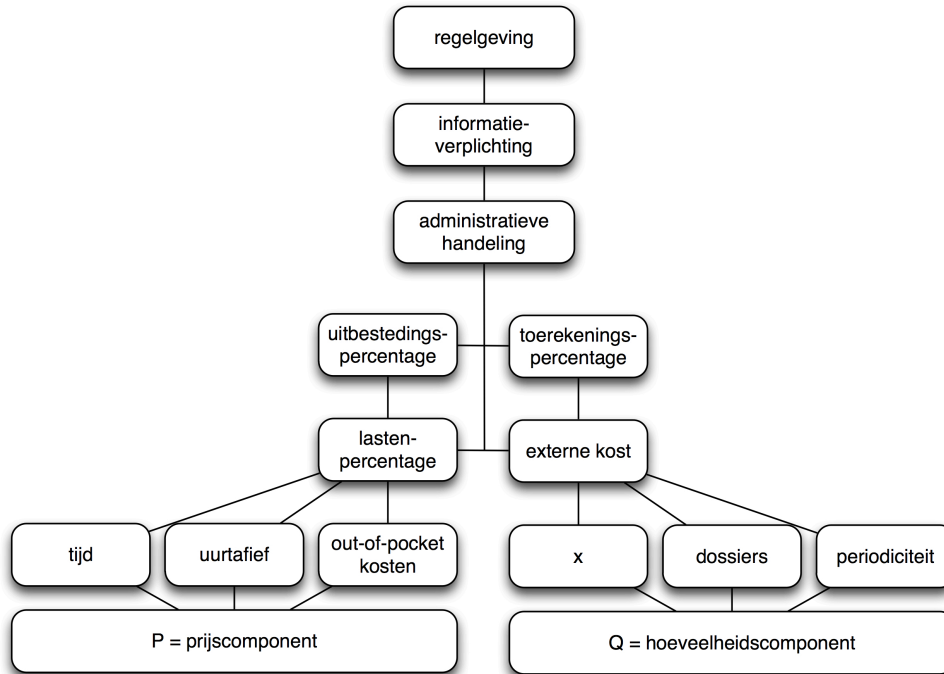 regelgeving
informatie-
verplichting
administratieve
handeling
uitbestedings-
percentage
toerekenings-
percentage
lasten-
percentage
externe kost
tijd
uurtafief
out-of-pocket
kosten
x
dossiers
periodiciteit
P = prijscomponent
Q = hoeveelheidscomponent